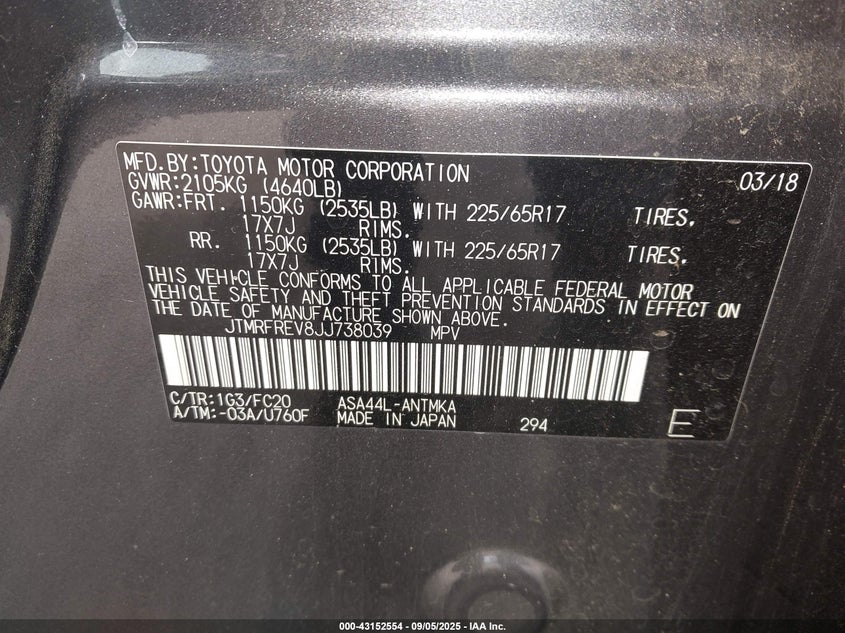 MFD.BY:TOYOTA MOTOR CORPORATION 03/18
GVWR:2105KG (4640LB)
GAWR:FRT. 1150KG (2535LB) WITH 225/65R17 TIRES,
17X7J RIMS.
RR. 1150KG (2535LB) WITH 225/65R17 TIRES,
17X7J RIMS.
THIS VEHICLE CONFORMS TO ALL APPLICABLE FEDERAL MOTOR
VEHICLE SAFETY AND THEFT PREVENTION STANDARDS IN EFFECT ON
THE DATE OF MANUFACTURE SHOWN ABOVE.
JTMRFREV8JJ738039 MPV
C/TR:1G3/FC20 ASA44L-ANTMKA
A/TM:-03A/U760F MADE IN JAPAN 294 E
000-43152554 - 09/05/2025 - IAA Inc.